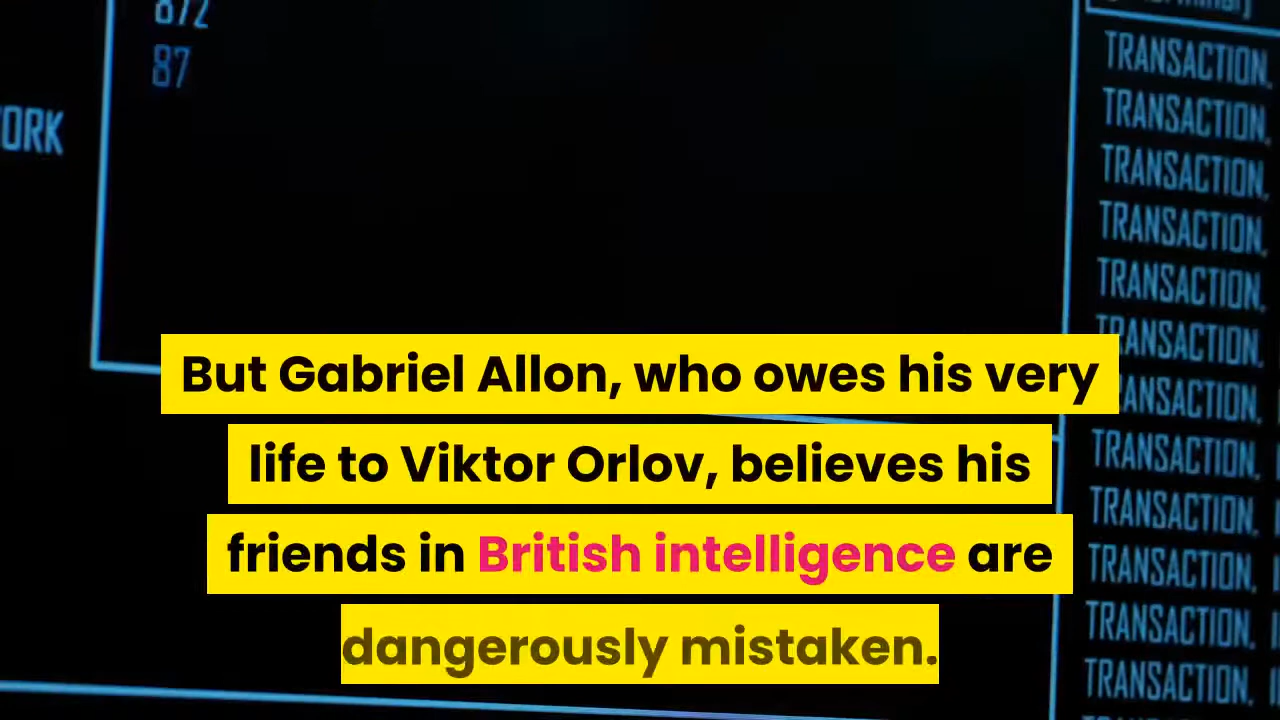 872
87
ORK
TRANSACTION.
TRANSACTION.
TRANSACTION.
TRANSACTION.
TRANSACTION.
TRANSACTION.
TRANSACTION.
TRANSACTION.
TRANSACTION.
TRANSACTION.
TRANSACTION.
TRANSACTION.
But Gabriel Allon, who owes his very
life to Viktor Orlov, believes his
friends in British intelligence are
dangerously mistaken.